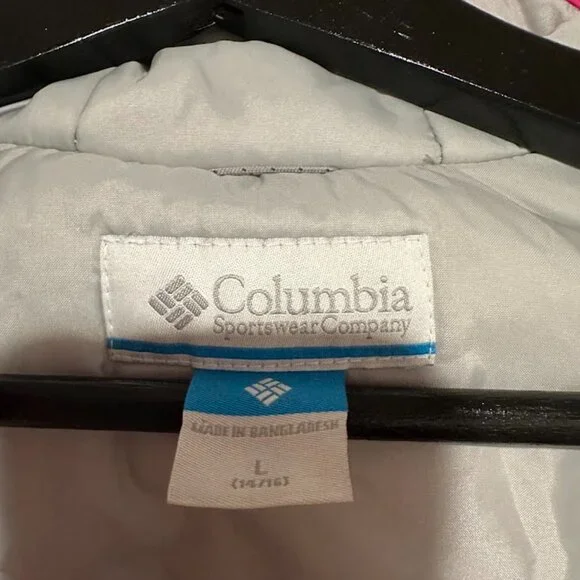 Columbia
Sportswear Company
MADE IN BANGLADESH
L
(14/16)